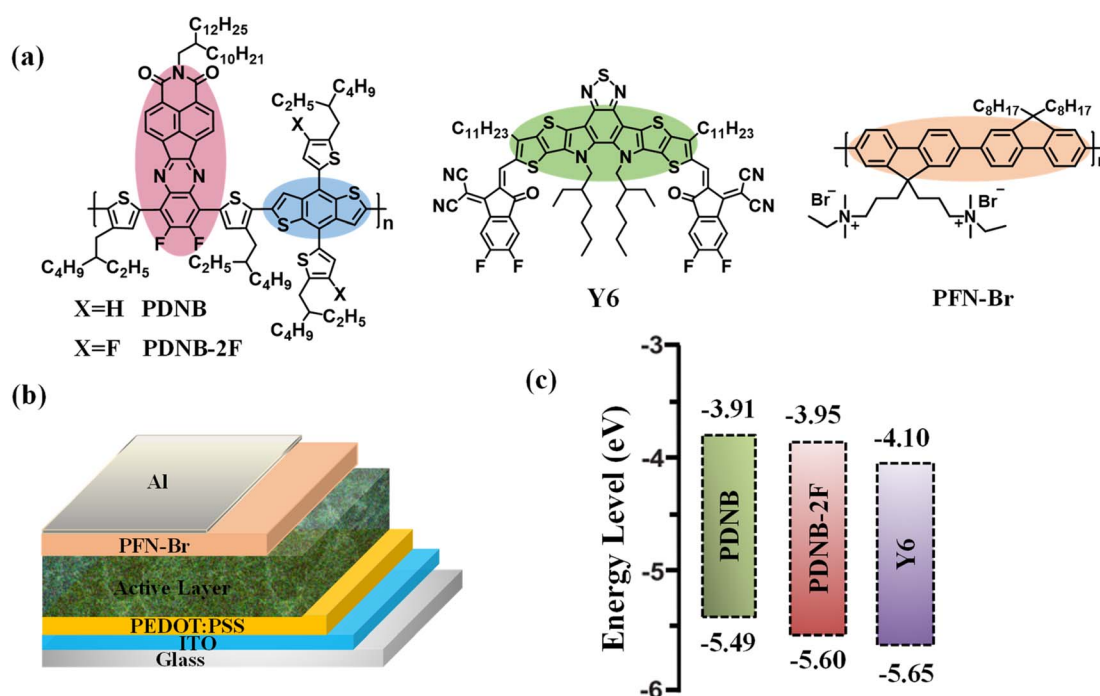 (a)
C₁₂H₂₅
C₁₀H₂₁
O N O
C₂H₅ C₄H₉
X
S
N N
S S
S S
n
F F
C₄H₉ C₂H₅
C₂H₅ C₄H₉
S
X
C₄H₉ C₂H₅
X=H PDNB
X=F PDNB-2F
S
N N
C₁₁H₂₃ S S C₁₁H₂₃
S N N S
NC CN
O O
NC CN
F F F F
Y6
C₈H₁₇ C₈H₁₇
n
Br⁻ Br⁻
N⁺ N⁺
PFN-Br
(b)
Al
PFN-Br
Active Layer
PEDOT:PSS
ITO
Glass
(c)
Energy Level (eV)
-3
-4
-5
-6
-3.91
PDNB
-5.49
-3.95
PDNB-2F
-5.60
-4.10
Y6
-5.65